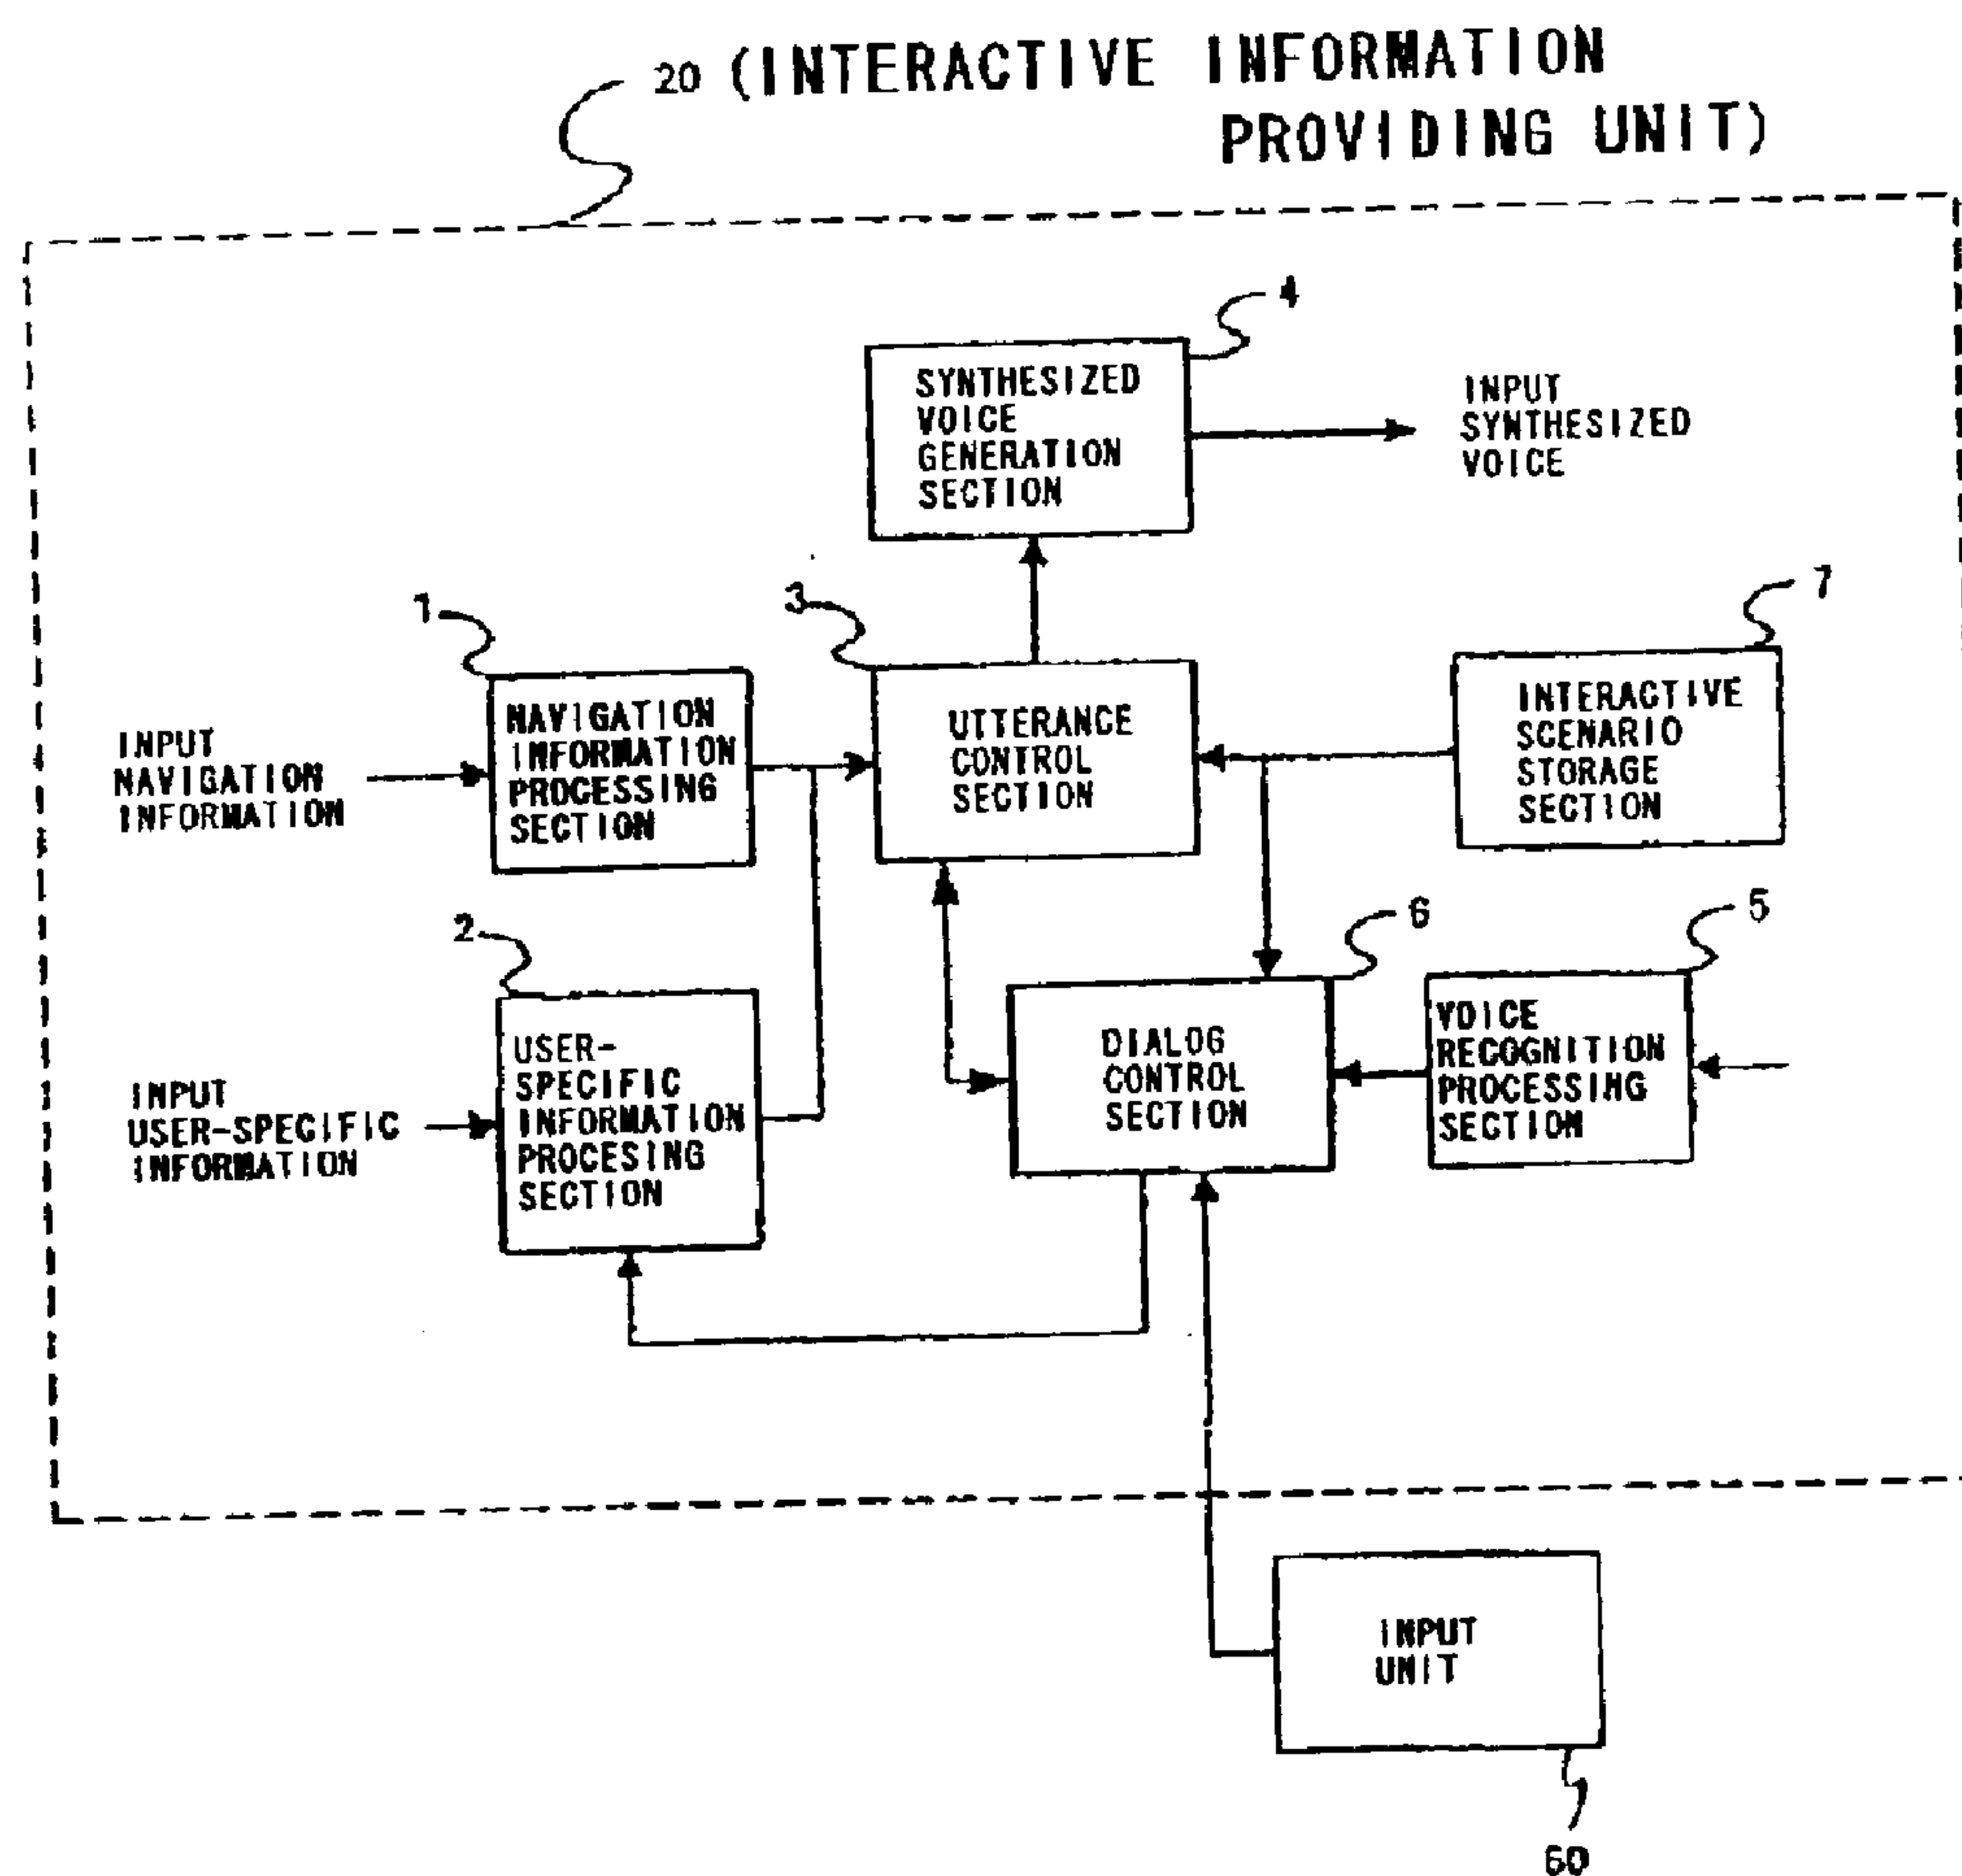 20 (INTERACTIVE INFORMATION
PROVIDING UNIT)
4
SYNTHESIZED
VOICE
GENERATION
SECTION
INPUT
SYNTHESIZED
VOICE
1
3
7
INPUT
NAVIGATION
INFORMATION
NAVIGATION
INFORMATION
PROCESSING
SECTION
UTTERANCE
CONTROL
SECTION
INTERACTIVE
SCENARIO
STORAGE
SECTION
2
6
5
INPUT
USER-SPECIFIC
INFORMATION
USER-
SPECIFIC
INFORMATION
PROCESING
SECTION
DIALOG
CONTROL
SECTION
VOICE
RECOGNITION
PROCESSING
SECTION
INPUT
UNIT
60